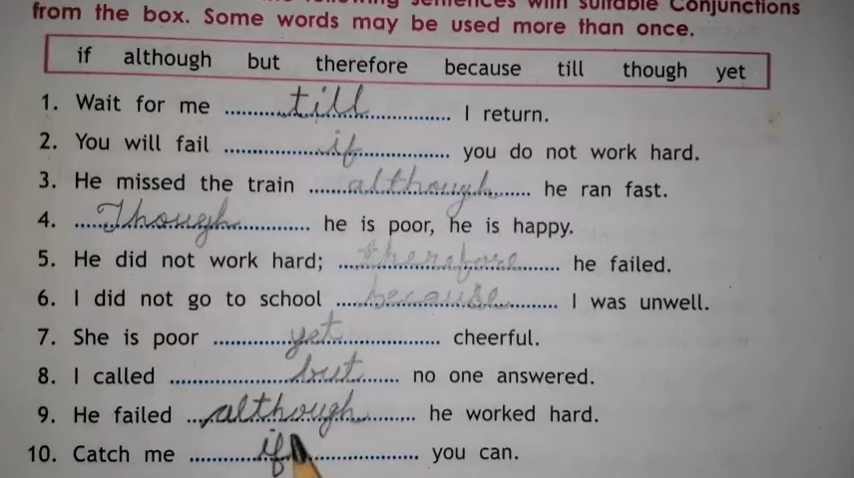 following sentences with suitable Conjunctions
from the box. Some words may be used more than once.
if although but therefore because till though yet
1. Wait for me ........till........ I return.
2. You will fail ........if........ you do not work hard.
3. He missed the train ........although........ he ran fast.
4. ........Though........ he is poor, he is happy.
5. He did not work hard; ........therefore........ he failed.
6. I did not go to school ........because........ I was unwell.
7. She is poor ........yet........ cheerful.
8. I called ........but........ no one answered.
9. He failed ........although........ he worked hard.
10. Catch me ........if........ you can.